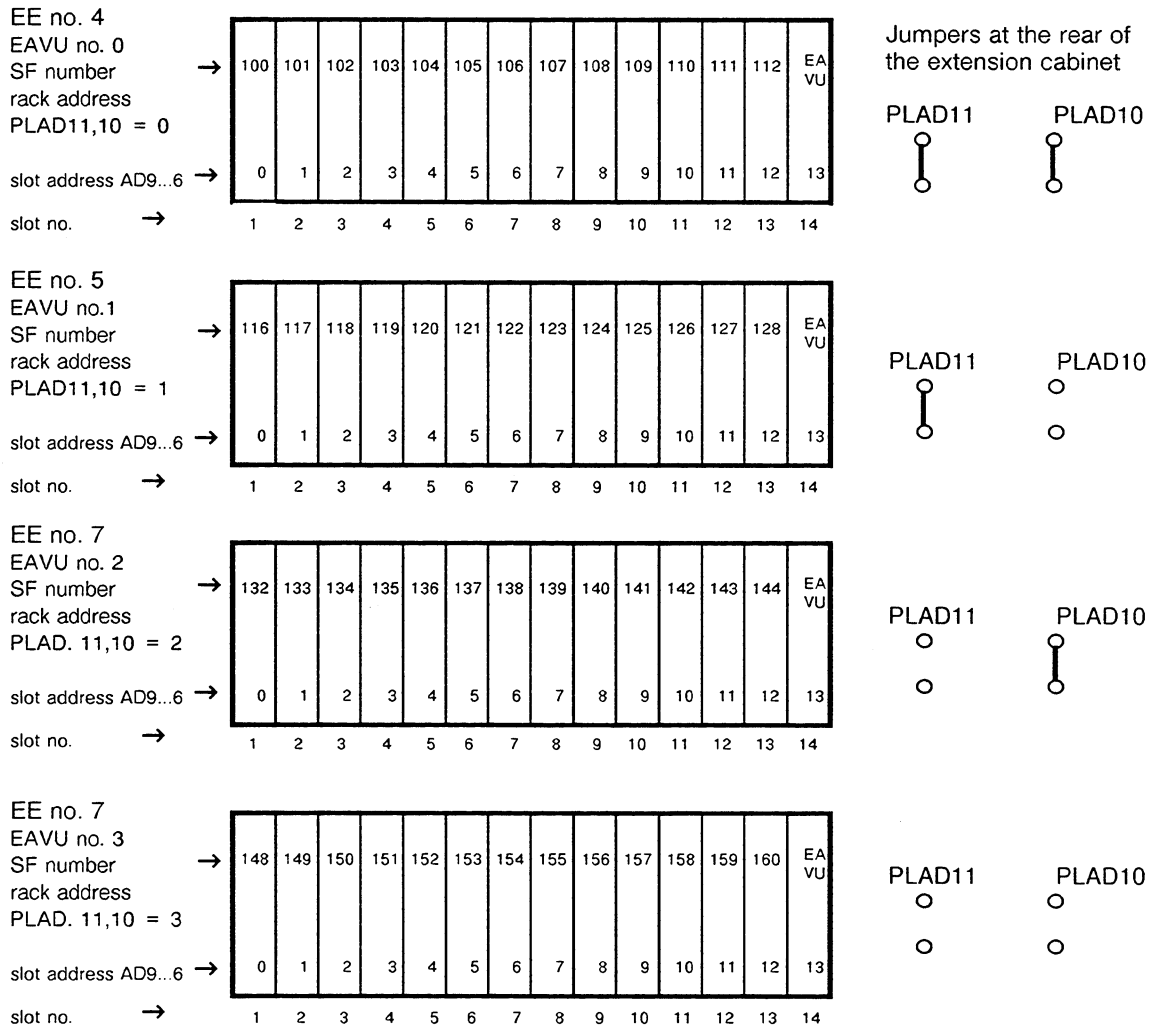 EE no. 4
EAVU no. 0
SF number
rack address
PLAD11,10 = 0
→ 100 101 102 103 104 105 106 107 108 109 110 111 112 EA
VU
slot address AD9...6 → 0 1 2 3 4 5 6 7 8 9 10 11 12 13
slot no. → 1 2 3 4 5 6 7 8 9 10 11 12 13 14
Jumpers at the rear of
the extension cabinet
PLAD11 PLAD10
EE no. 5
EAVU no.1
SF number
rack address
PLAD11,10 = 1
→ 116 117 118 119 120 121 122 123 124 125 126 127 128 EA
VU
slot address AD9...6 → 0 1 2 3 4 5 6 7 8 9 10 11 12 13
slot no. → 1 2 3 4 5 6 7 8 9 10 11 12 13 14
PLAD11 PLAD10
EE no. 7
EAVU no. 2
SF number
rack address
PLAD. 11,10 = 2
→ 132 133 134 135 136 137 138 139 140 141 142 143 144 EA
VU
slot address AD9...6 → 0 1 2 3 4 5 6 7 8 9 10 11 12 13
slot no. → 1 2 3 4 5 6 7 8 9 10 11 12 13 14
PLAD11 PLAD10
EE no. 7
EAVU no. 3
SF number
rack address
PLAD. 11,10 = 3
→ 148 149 150 151 152 153 154 155 156 157 158 159 160 EA
VU
slot address AD9...6 → 0 1 2 3 4 5 6 7 8 9 10 11 12 13
slot no. → 1 2 3 4 5 6 7 8 9 10 11 12 13 14
PLAD11 PLAD10